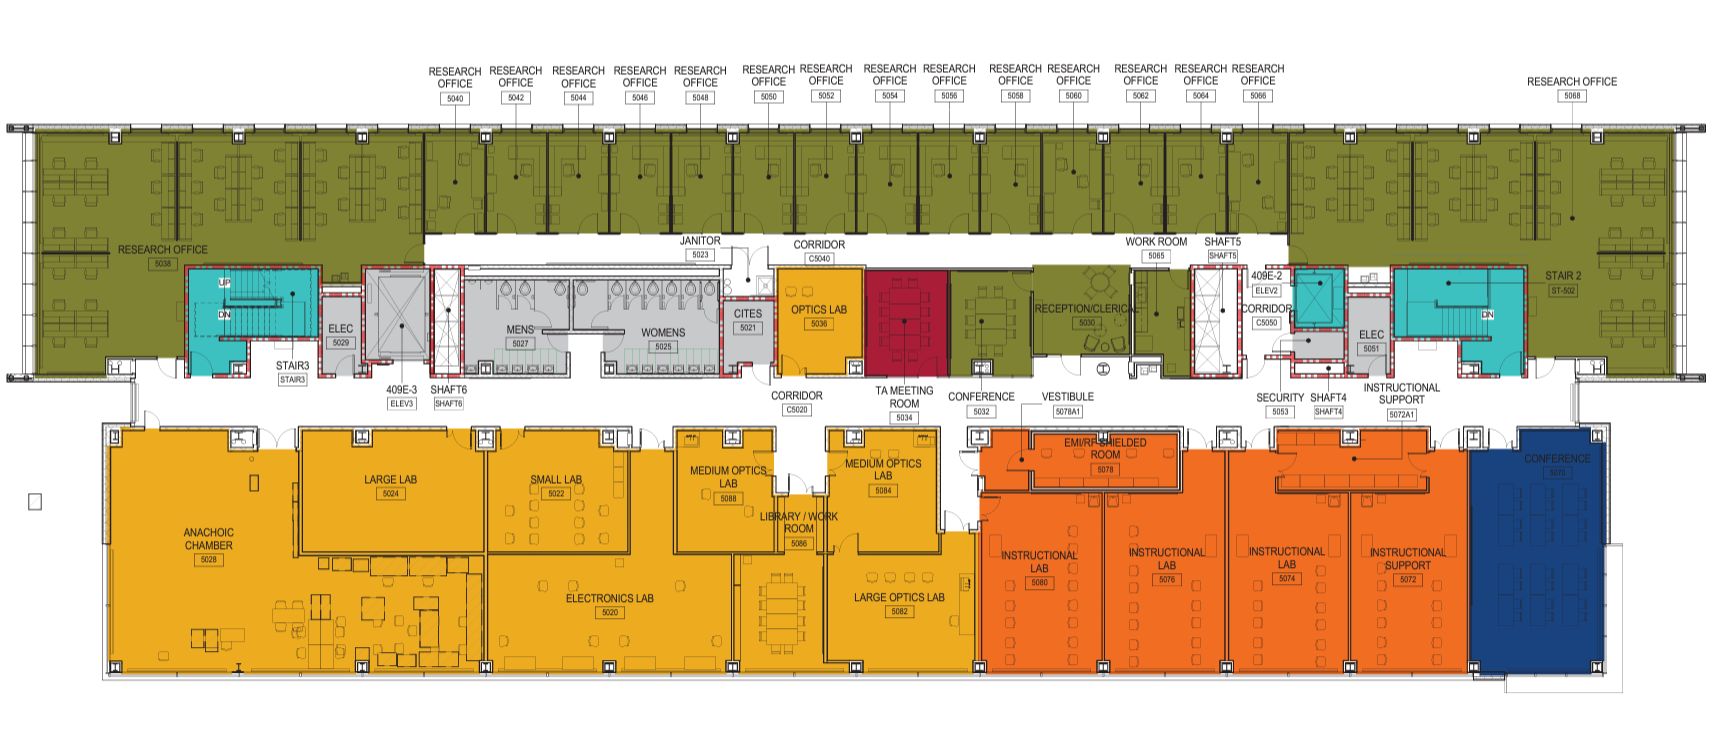 RESEARCH
OFFICE
5040
RESEARCH
OFFICE
5042
RESEARCH
OFFICE
5044
RESEARCH
OFFICE
5046
RESEARCH
OFFICE
5048
RESEARCH
OFFICE
5050
RESEARCH
OFFICE
5052
RESEARCH
OFFICE
5054
RESEARCH
OFFICE
5056
RESEARCH
OFFICE
5058
RESEARCH
OFFICE
5060
RESEARCH
OFFICE
5062
RESEARCH
OFFICE
5064
RESEARCH
OFFICE
5066
RESEARCH OFFICE
5068
RESEARCH OFFICE
5038
JANITOR
5023
CORRIDOR
C5040
WORK ROOM
5065
SHAFT5
SHAFT5
409E-2
ELEV2
STAIR 2
ST-502
UP
DN
ELEC
5029
MENS
5027
WOMENS
5025
CITES
5021
OPTICS LAB
5036
RECEPTION/CLERICAL
5030
CORRIDOR
C5050
ELEC
5051
DN
STAIR3
STAIR3
409E-3
ELEV3
SHAFT6
SHAFT6
CORRIDOR
C5020
TA MEETING
ROOM
5034
CONFERENCE
5032
VESTIBULE
5078A1
SECURITY
5053
SHAFT4
SHAFT4
INSTRUCTIONAL
SUPPORT
5072A1
LARGE LAB
5024
SMALL LAB
5022
MEDIUM OPTICS
LAB
5088
MEDIUM OPTICS
LAB
5084
EMI/RF SHIELDED
ROOM
5078
CONFERENCE
5070
ANACHOIC
CHAMBER
5028
LIBRARY / WORK
ROOM
5086
INSTRUCTIONAL
LAB
5080
INSTRUCTIONAL
LAB
5076
INSTRUCTIONAL
LAB
5074
INSTRUCTIONAL
SUPPORT
5072
ELECTRONICS LAB
5020
LARGE OPTICS LAB
5082